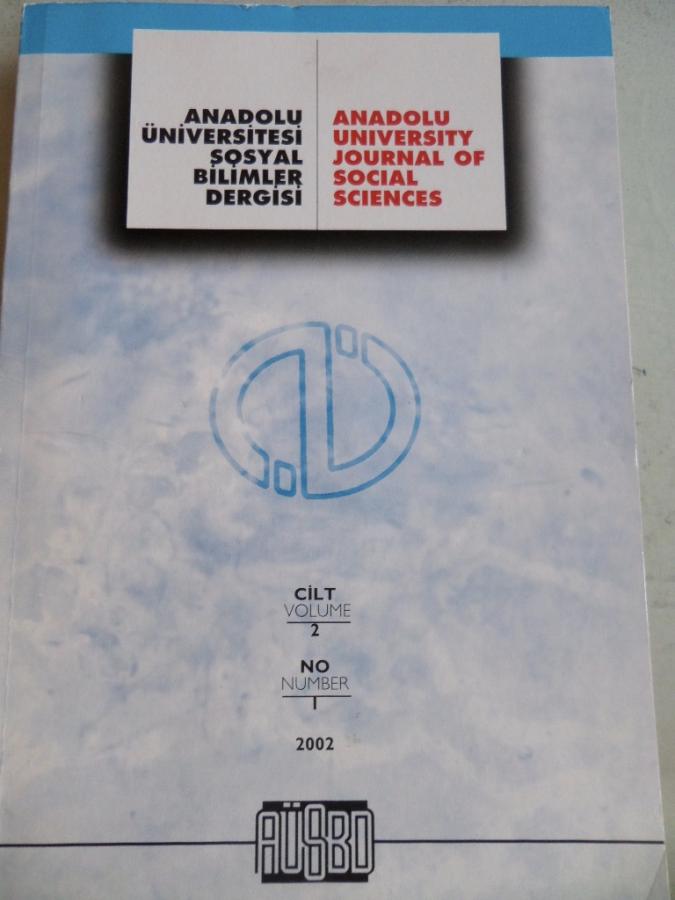 ANADOLU
ÜNİVERSİTESİ
SOSYAL
BİLİMLER
DERGİSİ
ANADOLU
UNIVERSITY
JOURNAL OF
SOCIAL
SCIENCES
CİLT
VOLUME
2
NO
NUMBER
1
2002
AÜSBD